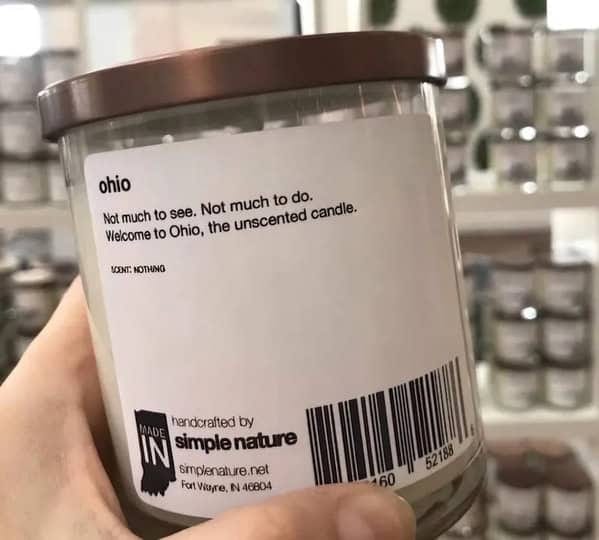 ohio
Not much to see. Not much to do.
Welcome to Ohio, the unscented candle.
SCENT: NOTHING
MADE
IN
handcrafted by
simple nature
simplenature.net
Fort Wayne, IN 46804
160 52188